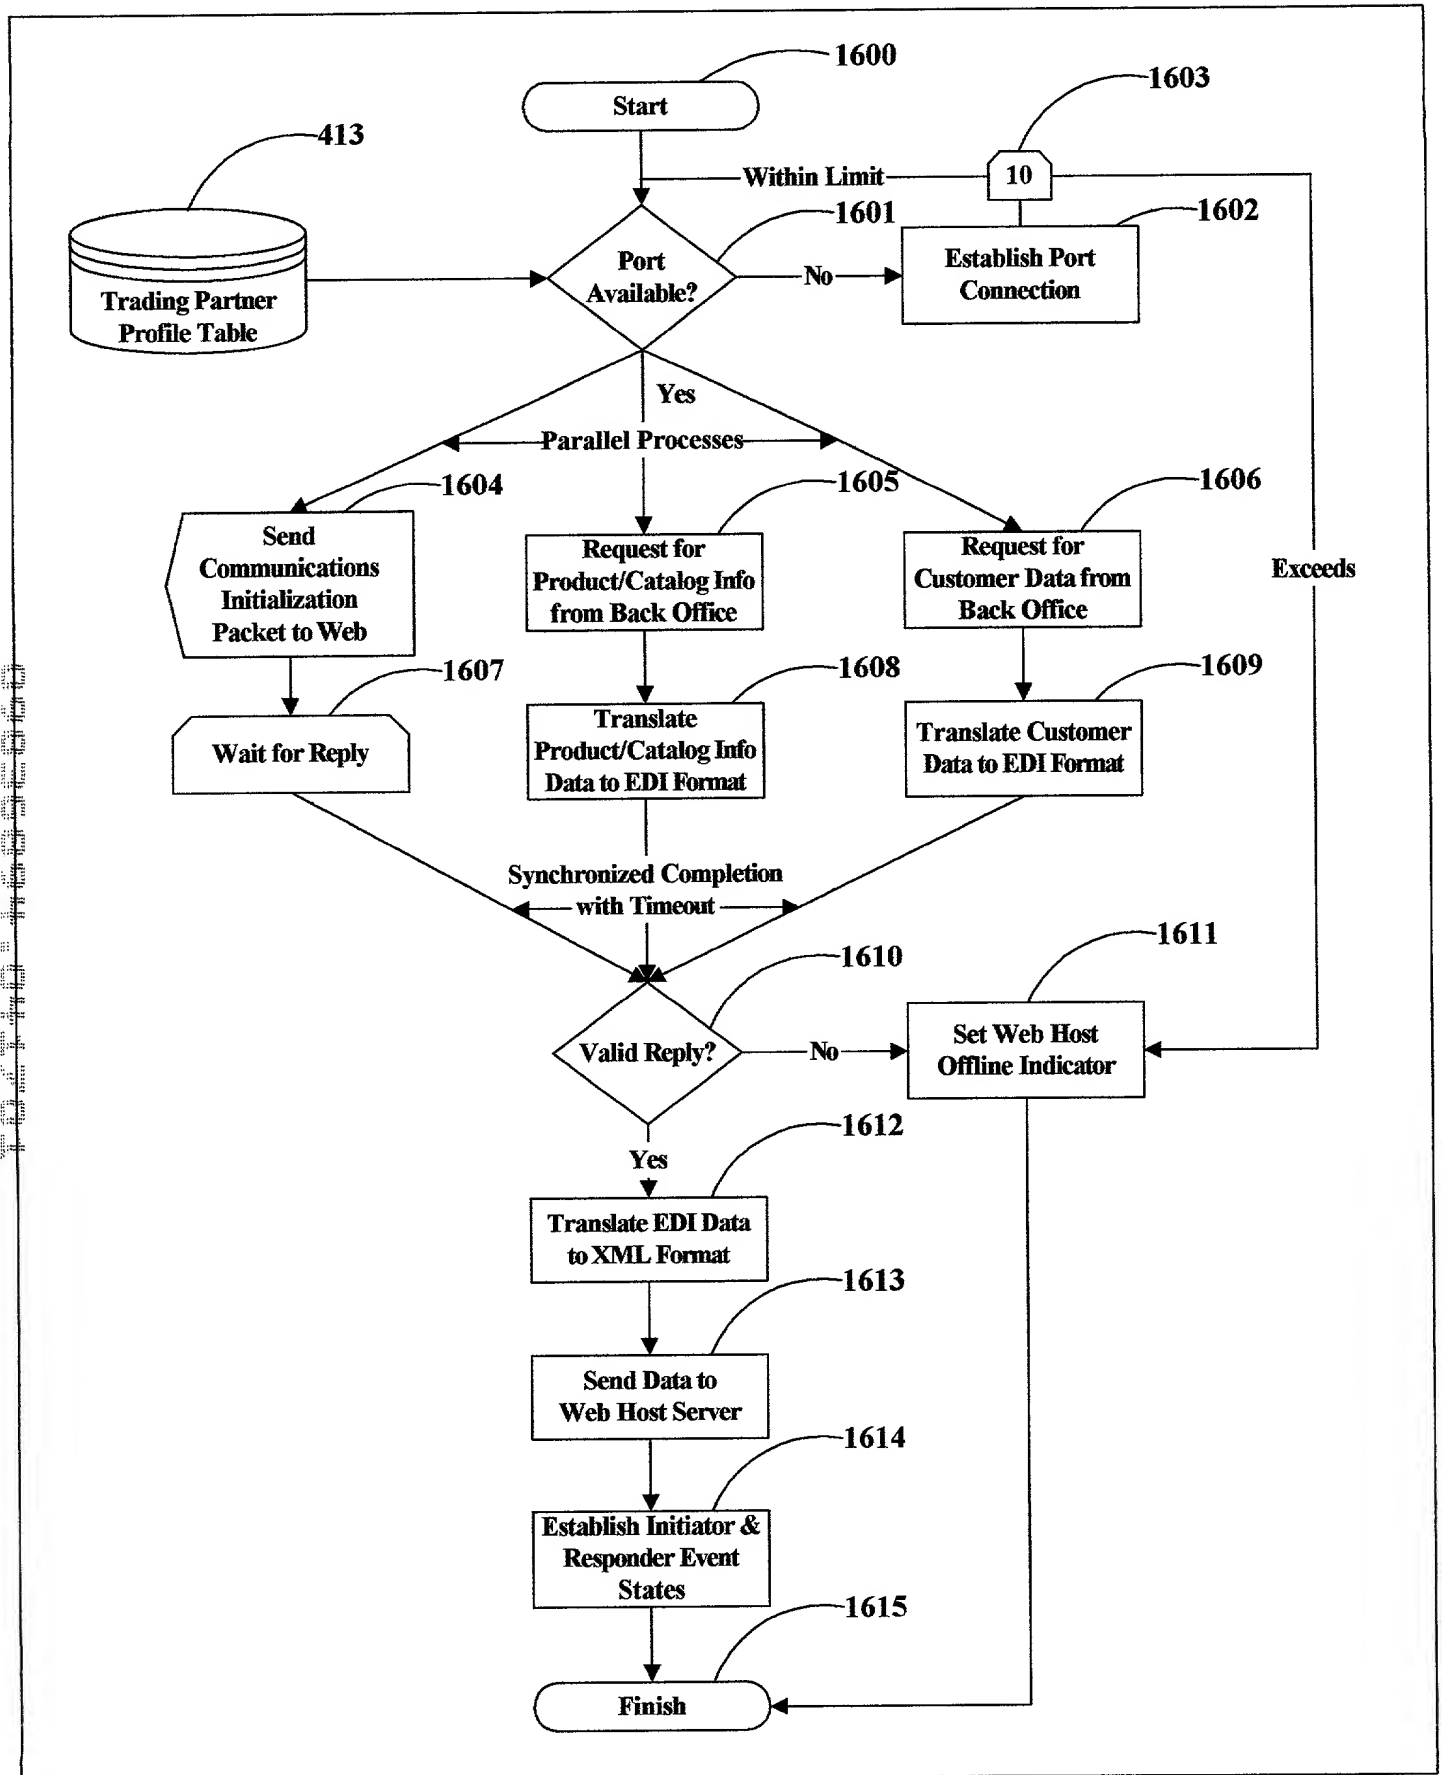 1600
Start
1603
413
Within Limit
10
1601
1602
Port
Available?
No
Establish Port
Connection
Trading Partner
Profile Table
Yes
Parallel Processes
1604
1605
1606
Send
Communications
Initialization
Packet to Web
Request for
Product/Catalog Info
from Back Office
Request for
Customer Data from
Back Office
Exceeds
1607
1608
1609
Wait for Reply
Translate
Product/Catalog Info
Data to EDI Format
Translate Customer
Data to EDI Format
Synchronized Completion
with Timeout
1610
1611
Valid Reply?
No
Set Web Host
Offline Indicator
Yes
1612
Translate EDI Data
to XML Format
1613
Send Data to
Web Host Server
1614
Establish Initiator &
Responder Event
States
1615
Finish